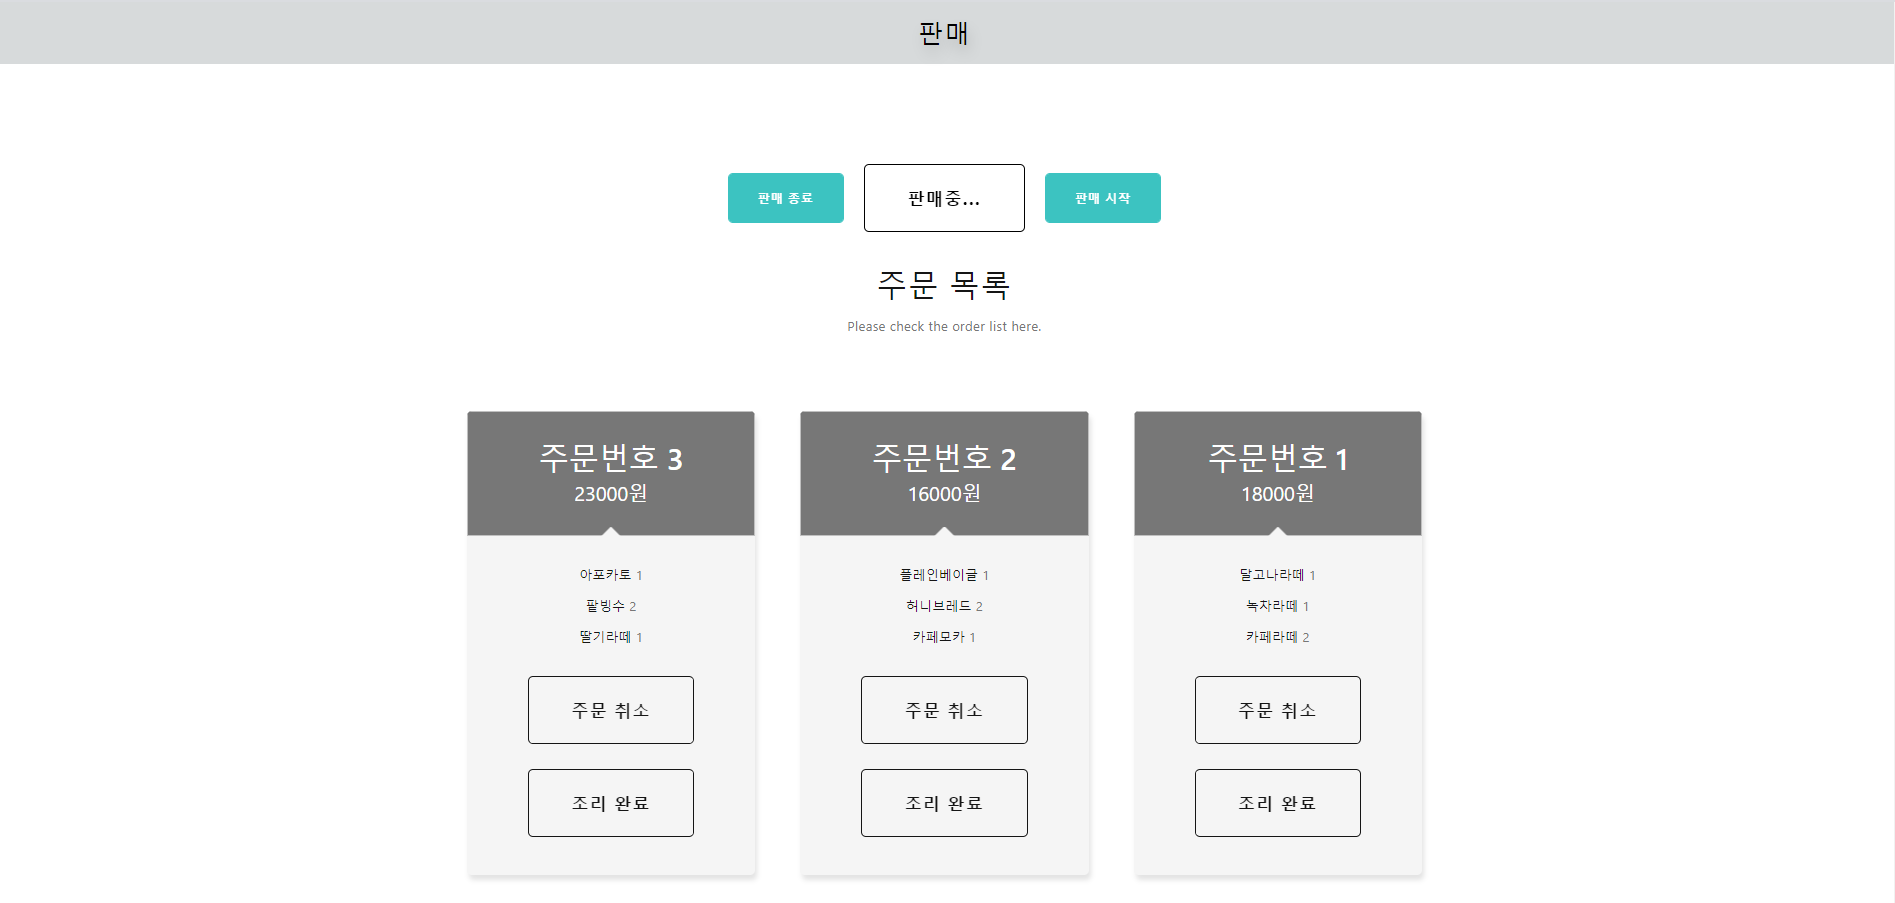 판매
판매 종료
판매중...
판매 시작
주문 목록
Please check the order list here.
주문번호 3
23000원
아포카토 1
팥빙수 2
딸기라떼 1
주문 취소
조리 완료
주문번호 2
16000원
플레인베이글 1
허니브레드 2
카페모카 1
주문 취소
조리 완료
주문번호 1
18000원
달고나라떼 1
녹차라떼 1
카페라떼 2
주문 취소
조리 완료